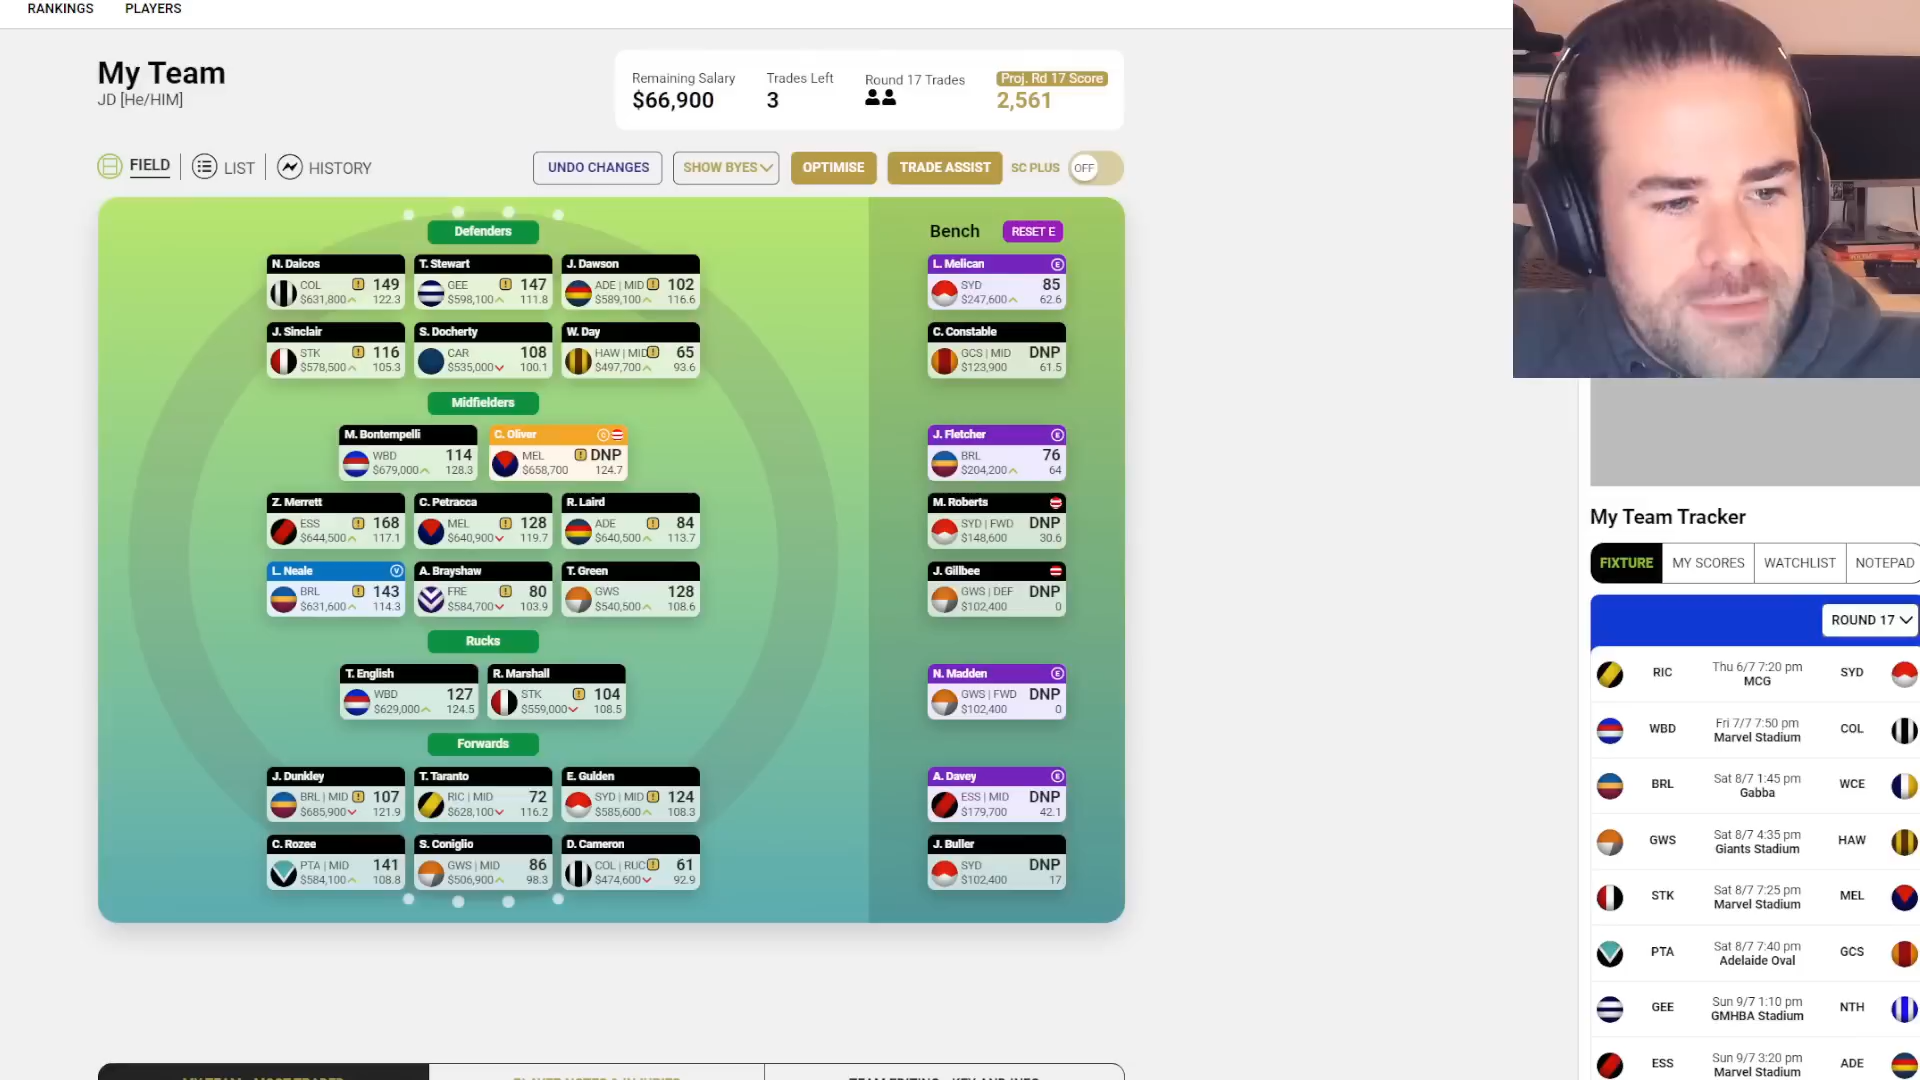 RANKINGS PLAYERS
My Team
JD [He/HIM]
Remaining Salary
$66,900
Trades Left
3
Round 17 Trades
Proj. Rd 17 Score
2,561
FIELD LIST HISTORY
UNDO CHANGES SHOW BYES OPTIMISE TRADE ASSIST SC PLUS OFF
Defenders
Bench RESET E
N. Daicos
COL 149
$631,800 122.3
T. Stewart
GEE 147
$598,100 111.8
J. Dawson
ADE | MID 102
$589,100 116.6
L. Melican E
SYD 85
$247,600 62.6
J. Sinclair
STK 116
$578,500 105.3
S. Docherty
CAR 108
$535,000 100.1
W. Day
HAW | MID 65
$497,700 93.6
C. Constable
GCS | MID DNP
$123,900 61.5
Midfielders
M. Bontempelli
WBD 114
$679,000 128.3
C. Oliver C
MEL DNP
$658,700 124.7
J. Fletcher E
BRL 76
$204,200 64
Z. Merrett
ESS 168
$644,500 117.1
C. Petracca
MEL 128
$640,900 119.7
R. Laird
ADE 84
$640,500 113.7
M. Roberts
SYD | FWD DNP
$148,600 30.6
L. Neale V
BRL 143
$631,600 114.3
A. Brayshaw
FRE 80
$584,700 103.9
T. Green
GWS 128
$540,500 108.6
J. Gillbee
GWS | DEF DNP
$102,400 0
Rucks
T. English
WBD 127
$629,000 124.5
R. Marshall
STK 104
$559,000 108.5
N. Madden E
GWS | FWD DNP
$102,400 0
Forwards
J. Dunkley
BRL | MID 107
$685,900 121.9
T. Taranto
RIC | MID 72
$628,100 116.2
E. Gulden
SYD | MID 124
$585,600 108.3
A. Davey E
ESS | MID DNP
$179,700 42.1
C. Rozee
PTA | MID 141
$584,100 108.8
S. Coniglio
GWS | MID 86
$506,900 98.3
D. Cameron
COL | RUC 61
$474,600 92.9
J. Buller
SYD DNP
$102,400 17
My Team Tracker
FIXTURE MY SCORES WATCHLIST NOTEPAD
ROUND 17
RIC Thu 6/7 7:20 pm SYD
MCG
WBD Fri 7/7 7:50 pm COL
Marvel Stadium
BRL Sat 8/7 1:45 pm WCE
Gabba
GWS Sat 8/7 4:35 pm HAW
Giants Stadium
STK Sat 8/7 7:25 pm MEL
Marvel Stadium
PTA Sat 8/7 7:40 pm GCS
Adelaide Oval
GEE Sun 9/7 1:10 pm NTH
GMHBA Stadium
ESS Sun 9/7 3:20 pm ADE
Marvel Stadium